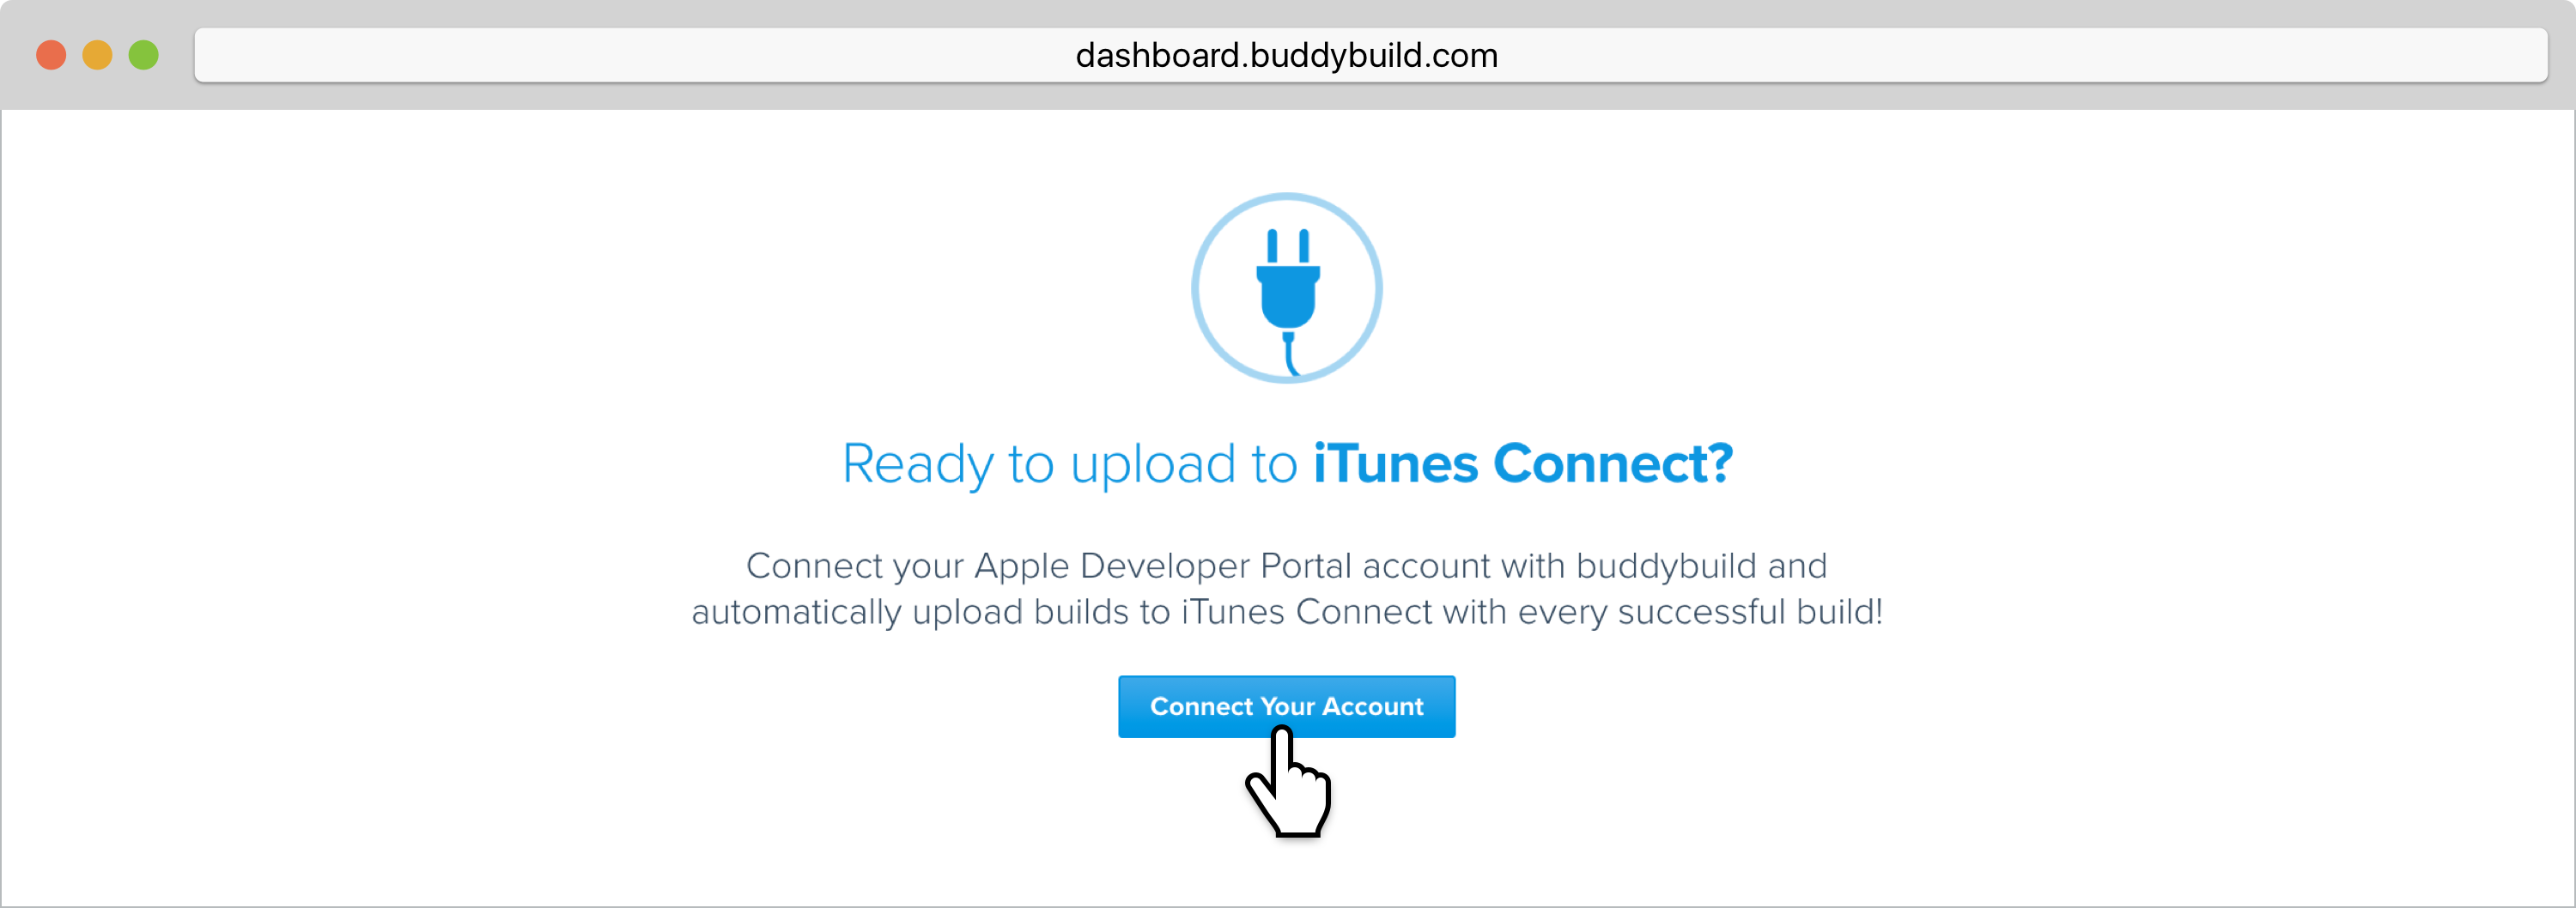 dashboard.buddybuild.com
Ready to upload to iTunes Connect?
Connect your Apple Developer Portal account with buddybuild and
automatically upload builds to iTunes Connect with every successful build!
Connect Your Account